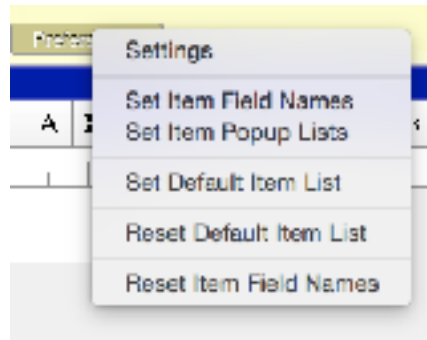 Settings
Set Item Field Names
Set Item Popup Lists
A
Set Default Item List
Reset Default Item List
Reset Item Field Names